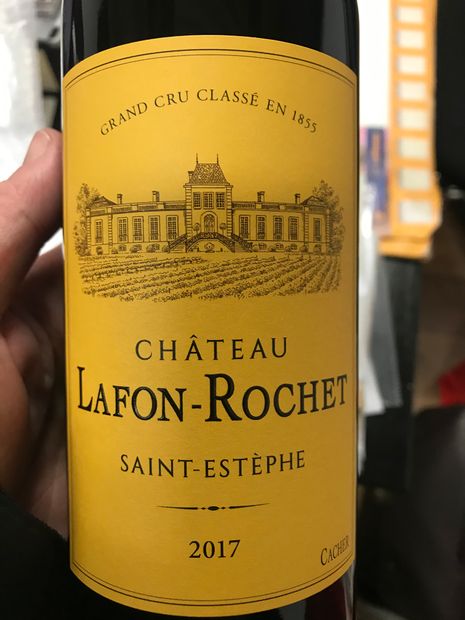 GRAND CRU CLASSÉ EN 1855
CHÂTEAU
LAFON-ROCHET
SAINT-ESTÈPHE
2017
CACHER